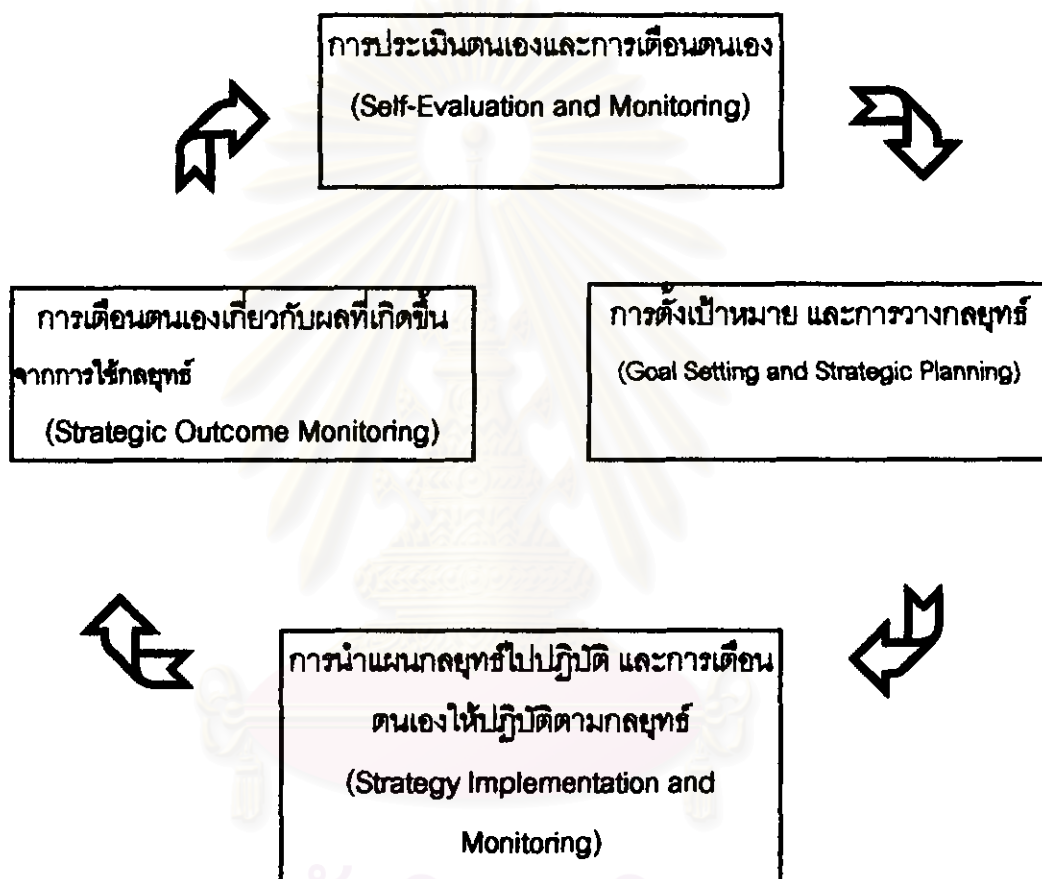 การประเมินตนเองและการเตือนตนเอง
(Self-Evaluation and Monitoring)
การตั้งเป้าหมาย และการวางกลยุทธ์
(Goal Setting and Strategic Planning)
การเตือนตนเองเกี่ยวกับผลที่เกิดขึ้น
จากการใช้กลยุทธ์
(Strategic Outcome Monitoring)
การนำแผนกลยุทธ์ไปปฏิบัติ และการเตือน
ตนเองให้ปฏิบัติตามกลยุทธ์
(Strategy Implementation and
Monitoring)